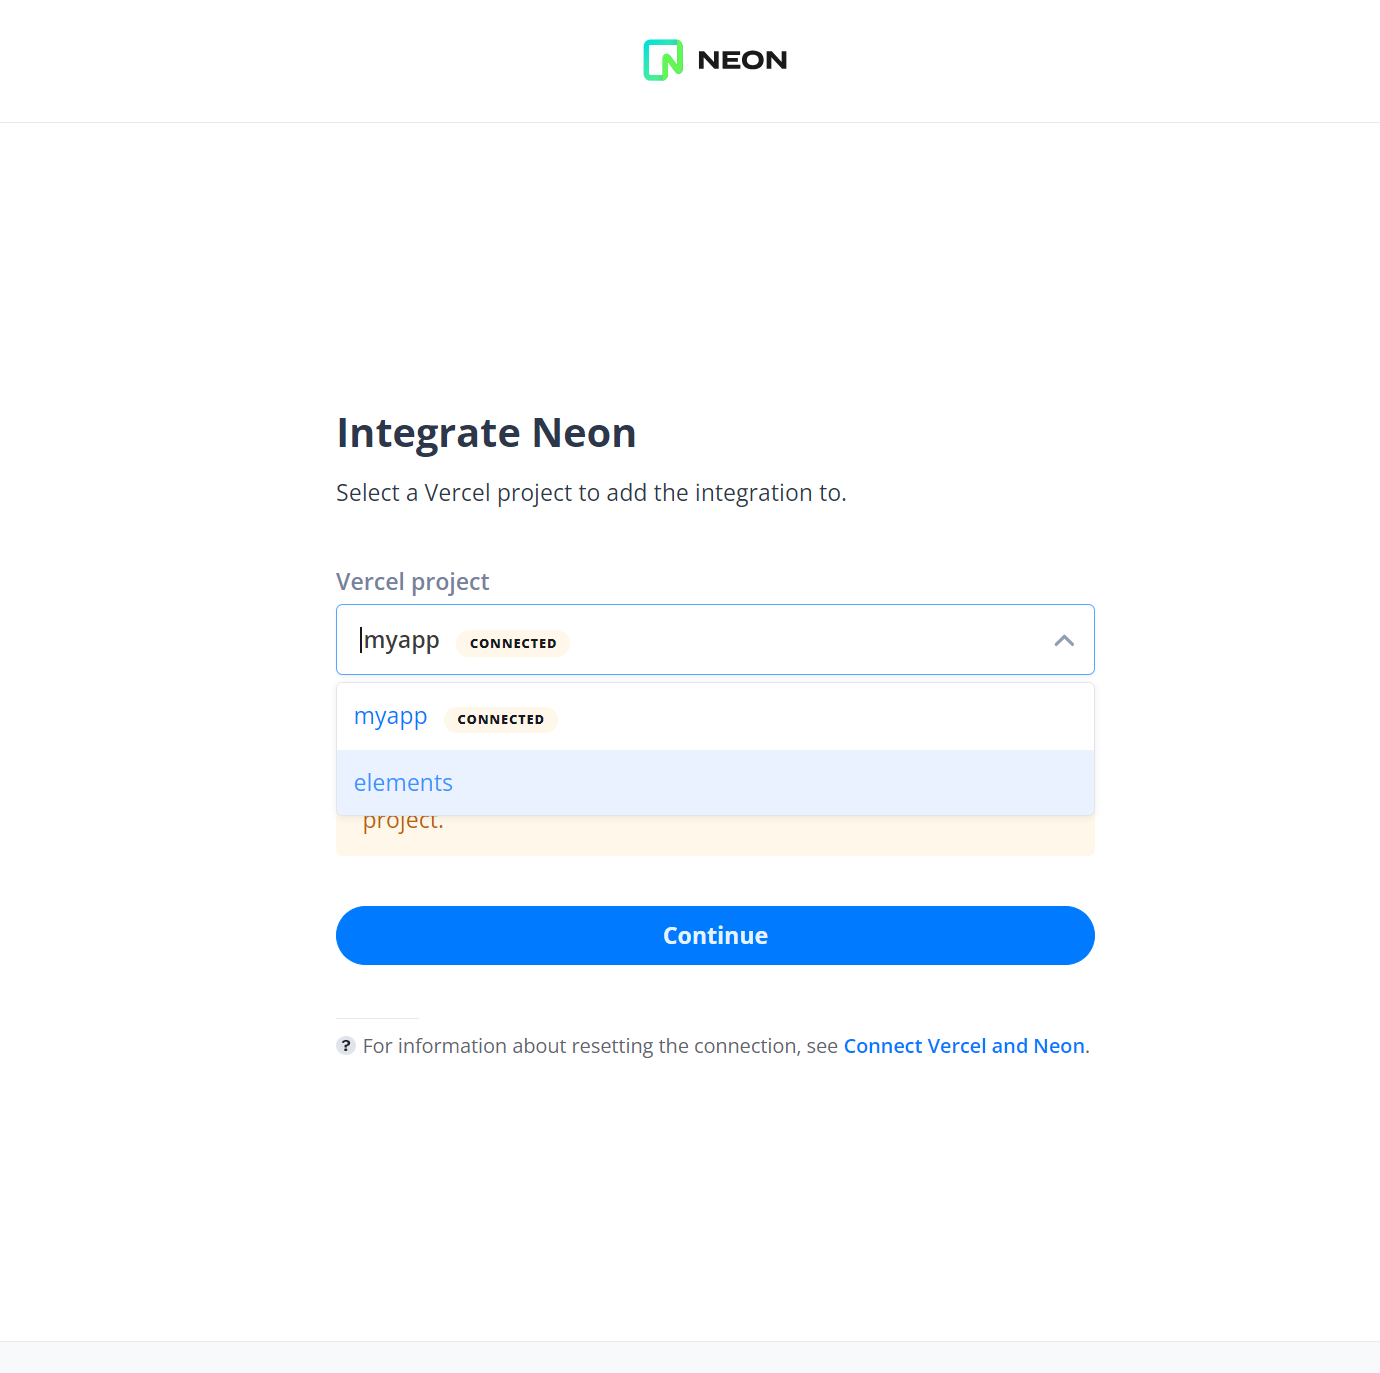 NEON
Integrate Neon
Select a Vercel project to add the integration to.
Vercel project
myapp CONNECTED
myapp CONNECTED
elements
project.
Continue
? For information about resetting the connection, see Connect Vercel and Neon.